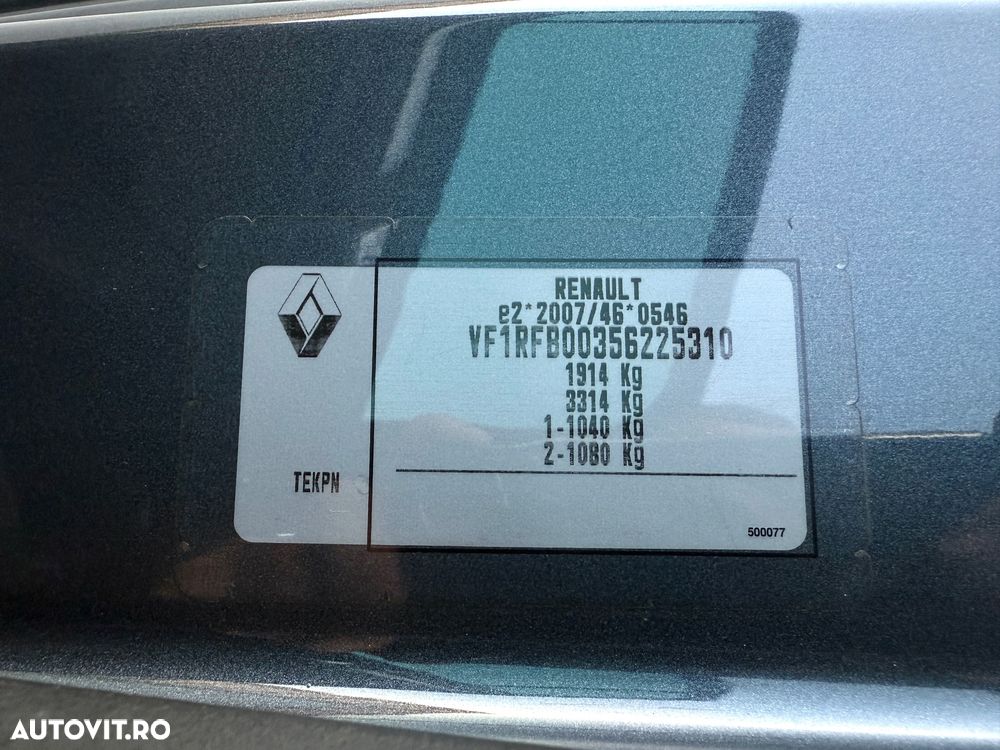 RENAULT
e2*2007/46*0546
VF1RFB00356225310
1914 Kg
3314 Kg
1-1040 Kg
2-1080 Kg
TEKPN
500077
AUTOVIT.RO